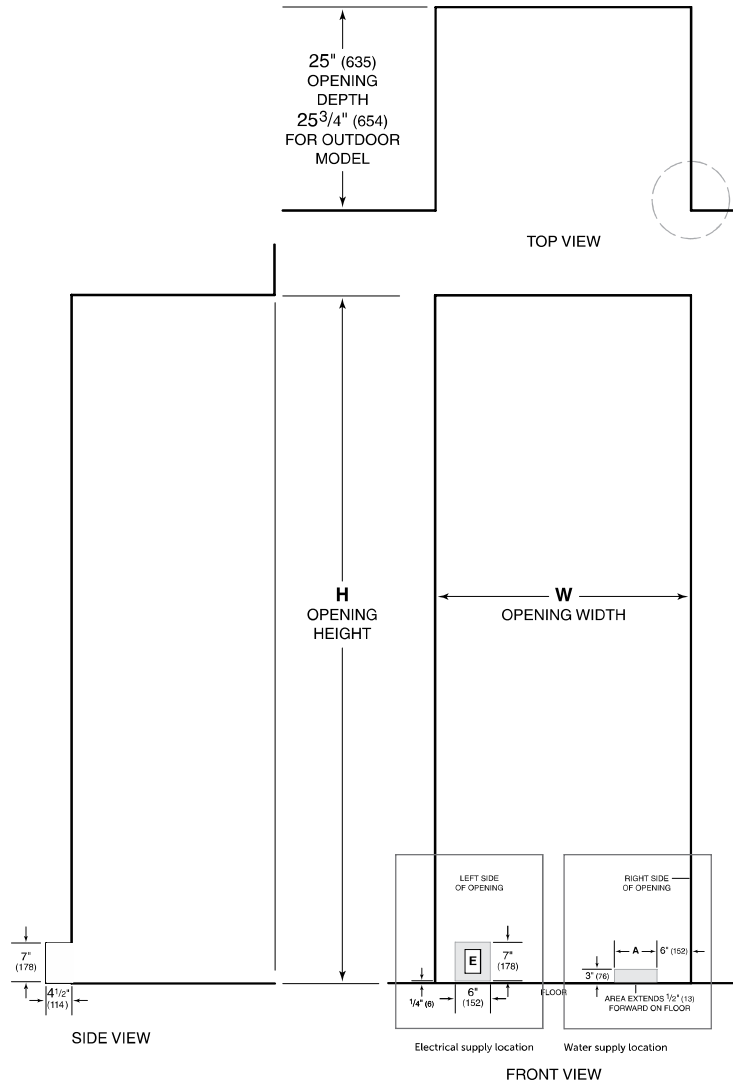 25" (635)
OPENING
DEPTH
25 3/4" (654)
FOR OUTDOOR
MODEL
TOP VIEW
H
OPENING
HEIGHT
W
OPENING WIDTH
LEFT SIDE
OF OPENING
RIGHT SIDE
OF OPENING
7"
(178)
4 1/2"
(114)
SIDE VIEW
E
7"
(178)
1/4" (6)
6"
(152)
FLOOR
A
6" (152)
3" (76)
AREA EXTENDS 1/2" (13)
FORWARD ON FLOOR
Electrical supply location
Water supply location
FRONT VIEW